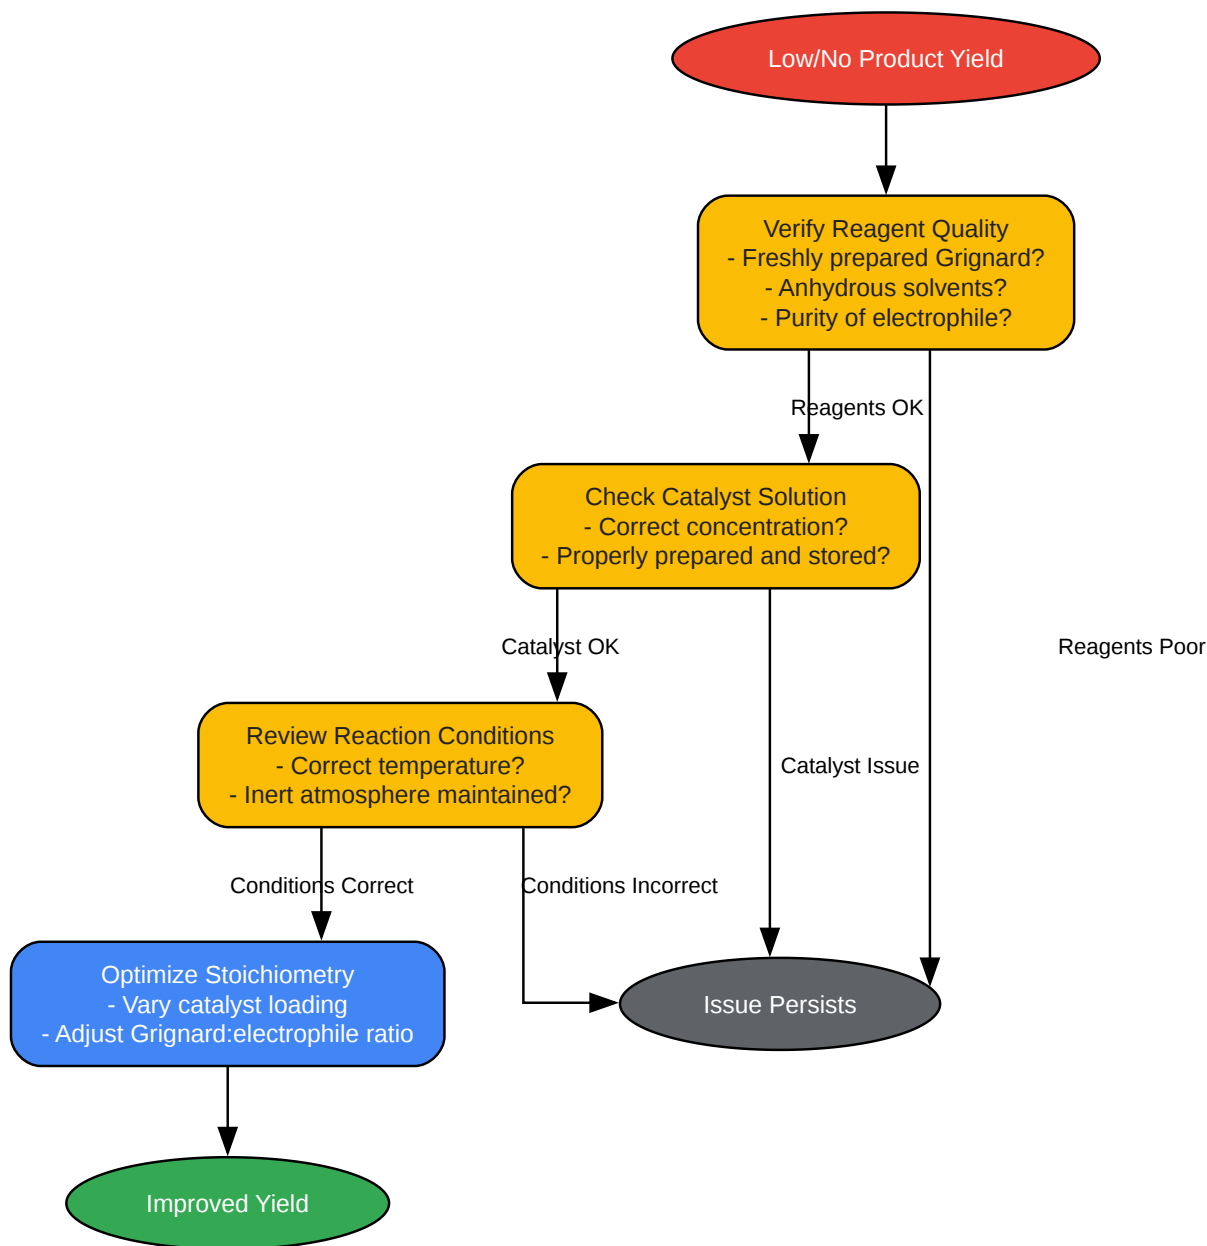 Low/No Product Yield
Verify Reagent Quality
- Freshly prepared Grignard?
- Anhydrous solvents?
- Purity of electrophile?
Reagents OK
Check Catalyst Solution
- Correct concentration?
- Properly prepared and stored?
Catalyst OK
Reagents Poor
Review Reaction Conditions
- Correct temperature?
- Inert atmosphere maintained?
Catalyst Issue
Conditions Correct
Conditions Incorrect
Optimize Stoichiometry
- Vary catalyst loading
- Adjust Grignard:electrophile ratio
Issue Persists
Improved Yield